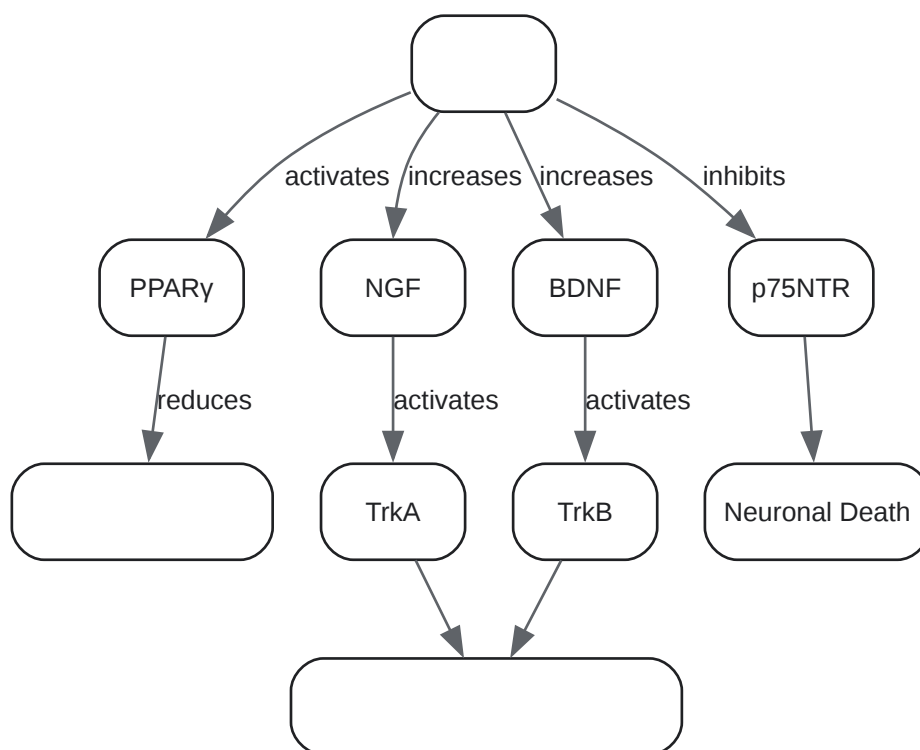 activates
increases
increases
inhibits
PPARγ
NGF
BDNF
p75NTR
reduces
activates
activates
TrkA
TrkB
Neuronal Death